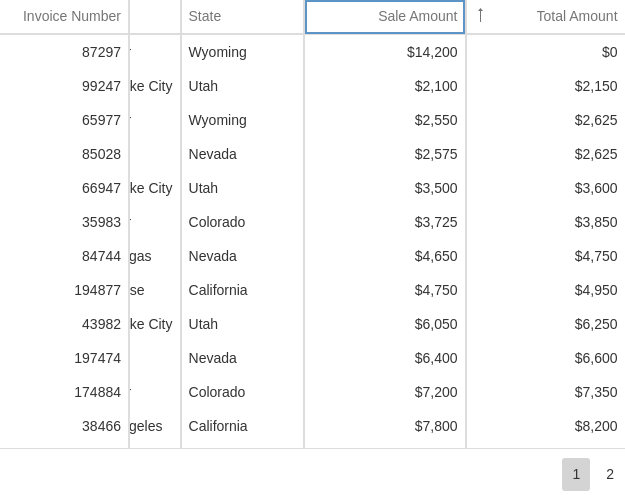 Invoice Number State Sale Amount ↑ Total Amount
87297 Wyoming $14,200 $0
99247 ke City Utah $2,100 $2,150
65977 Wyoming $2,550 $2,625
85028 Nevada $2,575 $2,625
66947 ke City Utah $3,500 $3,600
35983 Colorado $3,725 $3,850
84744 gas Nevada $4,650 $4,750
194877 se California $4,750 $4,950
43982 ke City Utah $6,050 $6,250
197474 Nevada $6,400 $6,600
174884 Colorado $7,200 $7,350
38466 geles California $7,800 $8,200
1 2